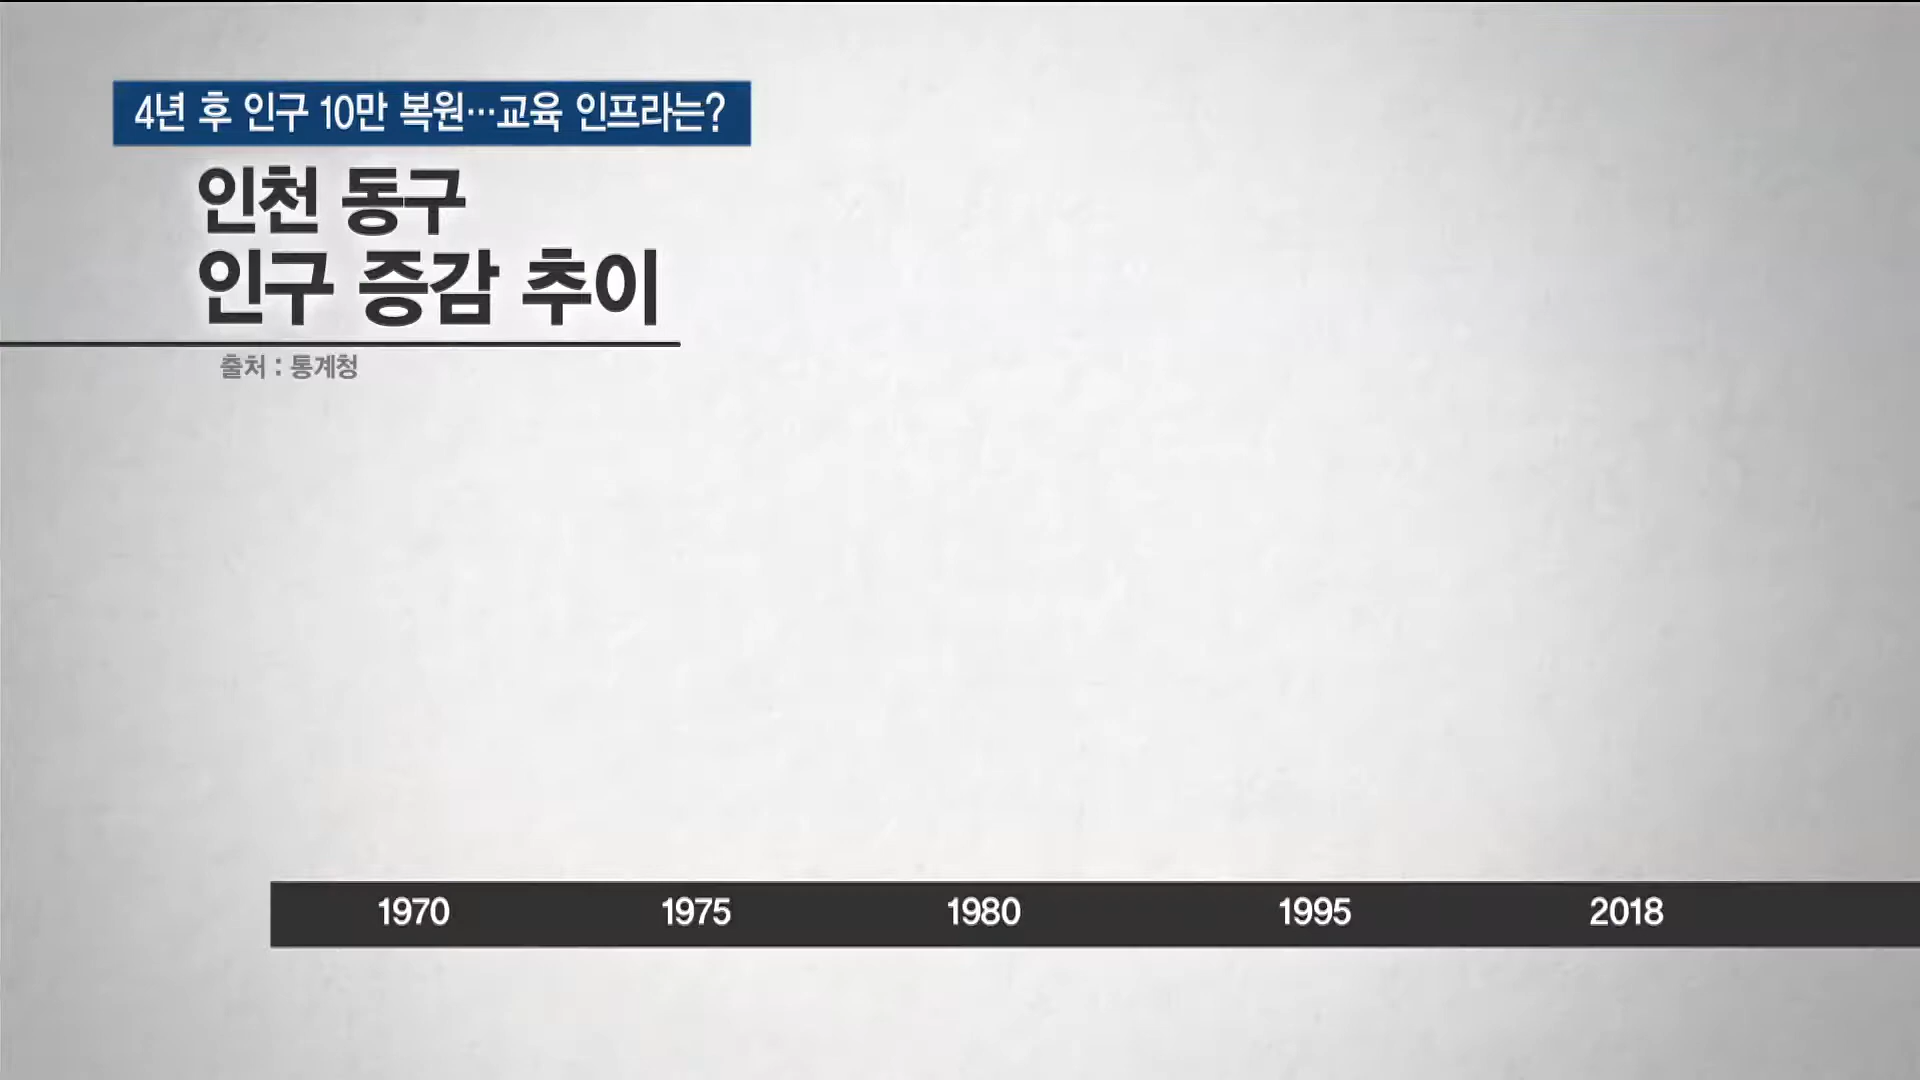 4년 후 인구 10만 복원…교육 인프라는?
인천 동구
인구 증감 추이
출처 : 통계청
1970 1975 1980 1995 2018